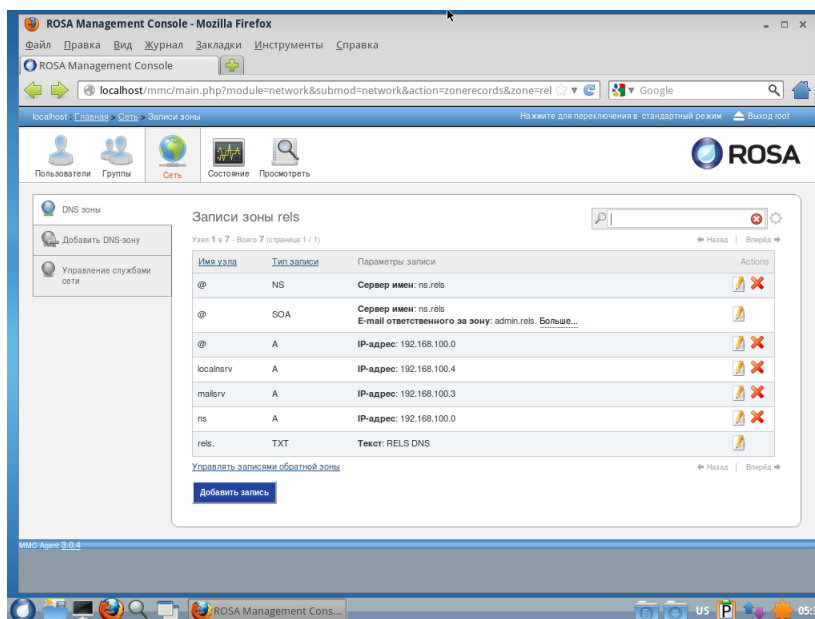 ROSA Management Console - Mozilla Firefox
Файл Правка Вид Журнал Закладки Инструменты Справка
ROSA Management Console
localhost/mmc/main.php?module=network&submod=network&action=zonerecords&zone=rel
Google
localhost : Главная > Сеть > Записи зоны
Нажмите для переключения в стандартный режим
Выход root
Пользователи Группы Сеть Состояние Просмотреть
ROSA
DNS зоны
Добавить DNS-зону
Управление службами
сети
Записи зоны rels
Узел 1 в 7 - Всего 7 (страница 1 / 1)
Назад | Вперёд
Имя узла Тип записи Параметры записи Actions
@ NS Сервер имен: ns.rels
@ SOA Сервер имен: ns.rels
E-mail ответственного за зону: admin.rels. Больше...
@ A IP-адрес: 192.168.100.0
localnsrv A IP-адрес: 192.168.100.4
mailsrv A IP-адрес: 192.168.100.3
ns A IP-адрес: 192.168.100.0
rels. TXT Текст: RELS DNS
Управлять записями обратной зоны
Назад | Вперёд
Добавить запись
MMC Agent 3.0.4
ROSA Management Cons...
US
P
05:3